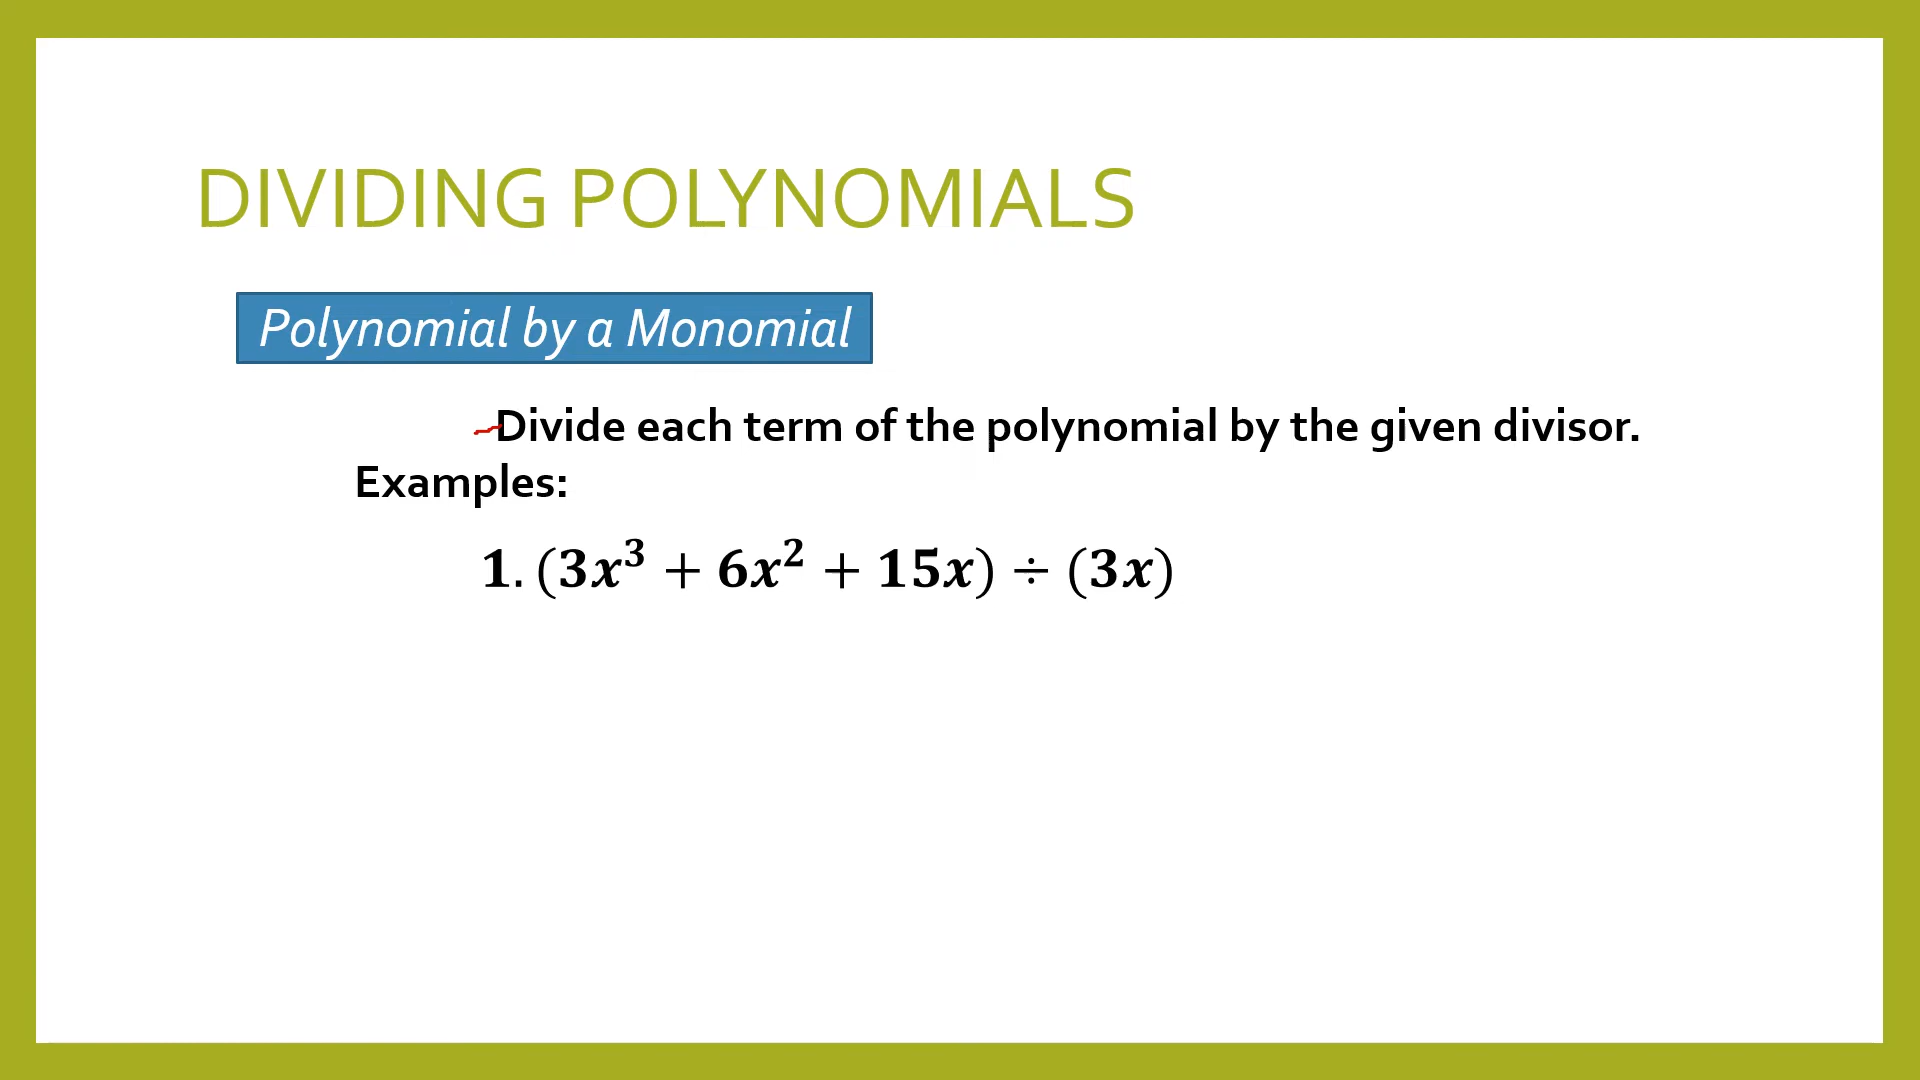 DIVIDING POLYNOMIALS
Polynomial by a Monomial
Divide each term of the polynomial by the given divisor.
Examples:
1. (3x³ + 6x² + 15x) ÷ (3x)